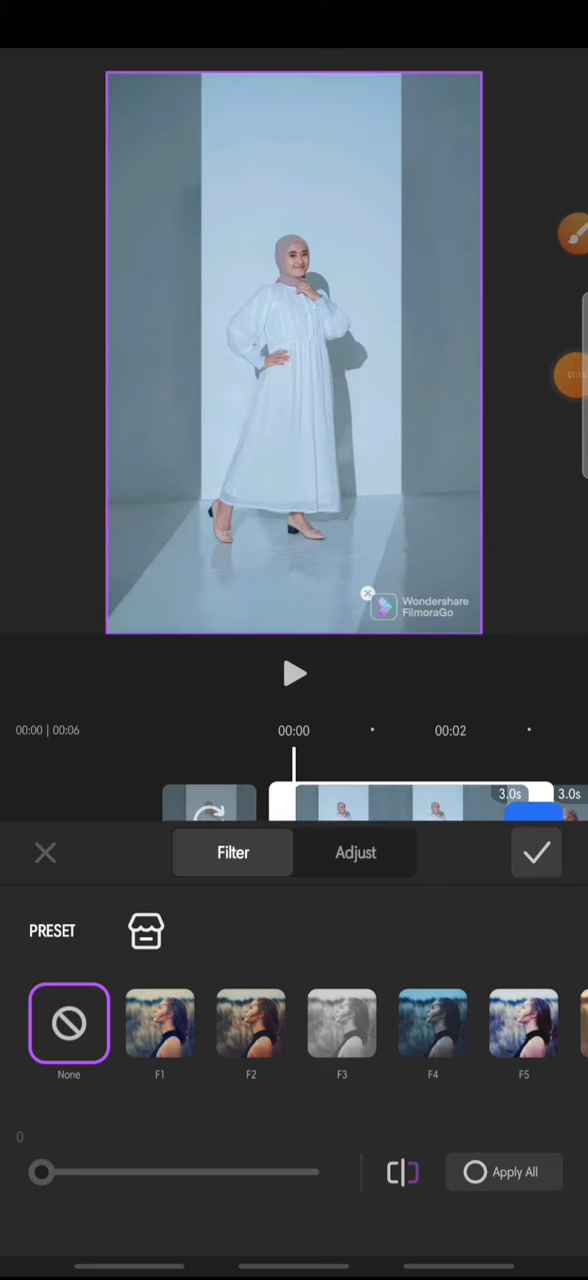 Wondershare
FilmoraGo
00:00 | 00:06
00:00
00:02
3.0s
3.0s
Filter
Adjust
PRESET
None
F1
F2
F3
F4
F5
0
Apply All